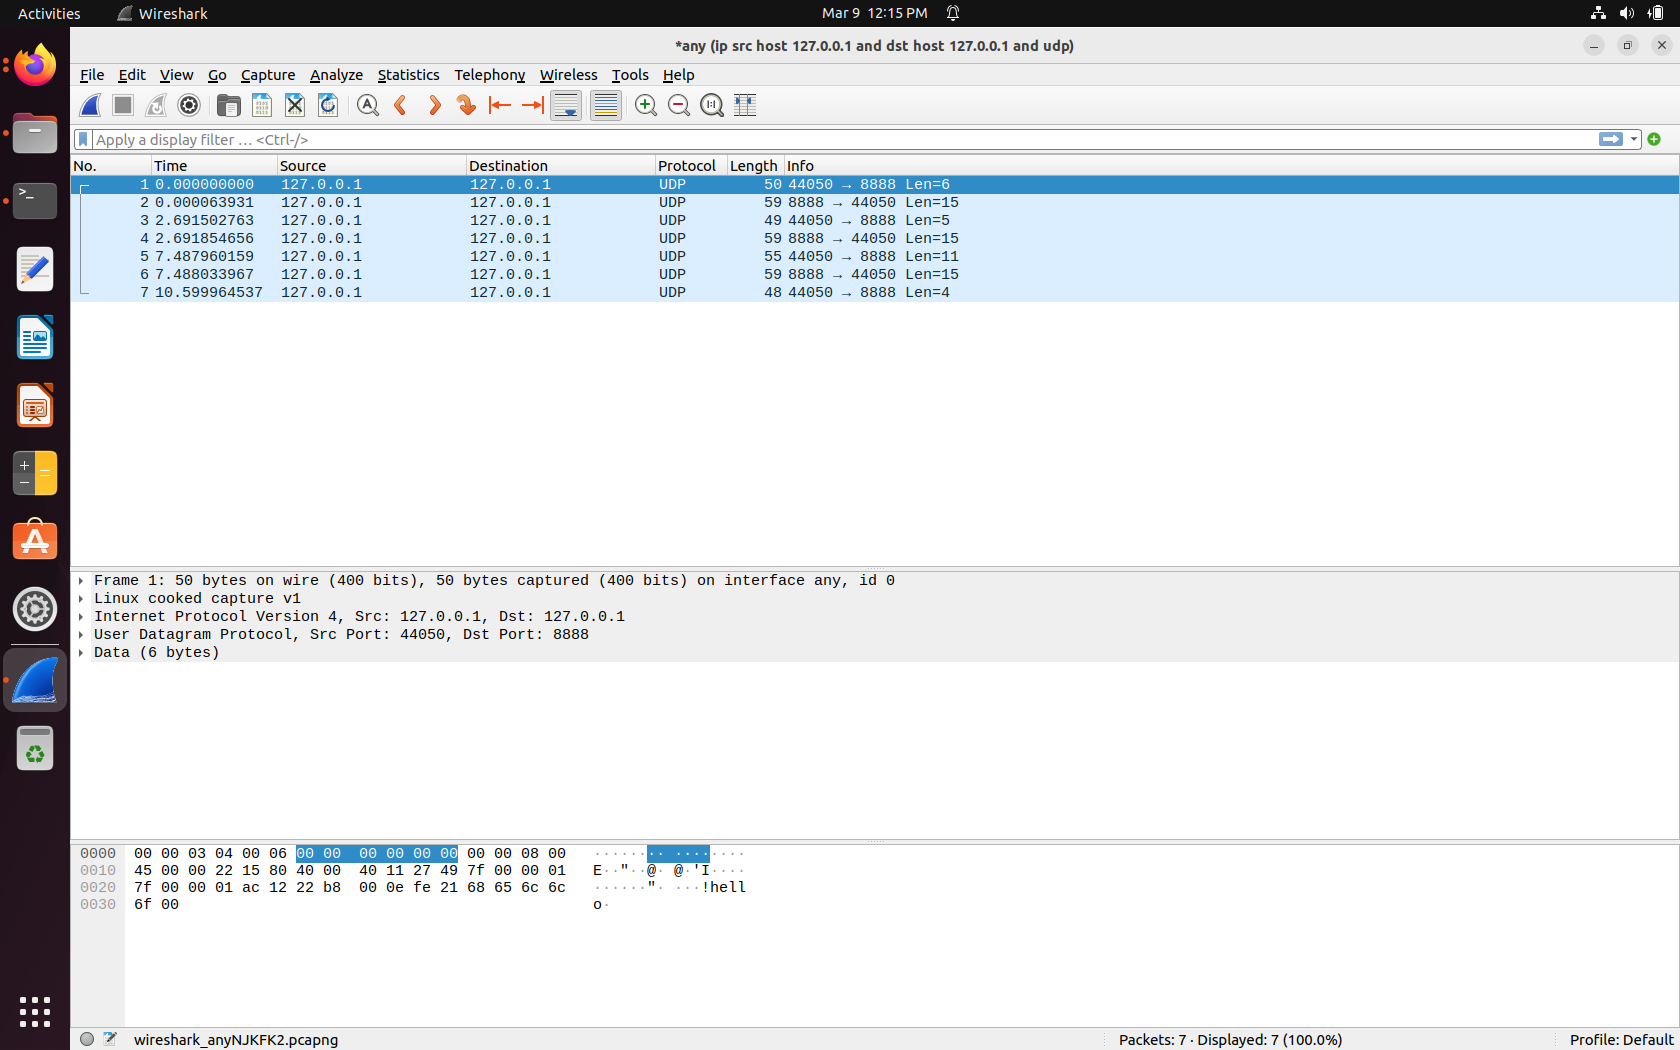 Activities Wireshark Mar 9 12:15 PM
*any (ip src host 127.0.0.1 and dst host 127.0.0.1 and udp)
File Edit View Go Capture Analyze Statistics Telephony Wireless Tools Help
Apply a display filter … <Ctrl-/>
No. Time Source Destination Protocol Length Info
1 0.000000000 127.0.0.1 127.0.0.1 UDP 50 44050 → 8888 Len=6
2 0.000063931 127.0.0.1 127.0.0.1 UDP 59 8888 → 44050 Len=15
3 2.691502763 127.0.0.1 127.0.0.1 UDP 49 44050 → 8888 Len=5
4 2.691854656 127.0.0.1 127.0.0.1 UDP 59 8888 → 44050 Len=15
5 7.487960159 127.0.0.1 127.0.0.1 UDP 55 44050 → 8888 Len=11
6 7.488033967 127.0.0.1 127.0.0.1 UDP 59 8888 → 44050 Len=15
7 10.599964537 127.0.0.1 127.0.0.1 UDP 48 44050 → 8888 Len=4
Frame 1: 50 bytes on wire (400 bits), 50 bytes captured (400 bits) on interface any, id 0
Linux cooked capture v1
Internet Protocol Version 4, Src: 127.0.0.1, Dst: 127.0.0.1
User Datagram Protocol, Src Port: 44050, Dst Port: 8888
Data (6 bytes)
0000 00 00 03 04 00 06 00 00 00 00 00 00 00 00 08 00 ········ ········
0010 45 00 00 22 15 80 40 00 40 11 27 49 7f 00 00 01 E··"··@· @·'I····
0020 7f 00 00 01 ac 12 22 b8 00 0e fe 21 68 65 6c 6c ······"· ···!hell
0030 6f 00 o·
wireshark_anyNJKFK2.pcapng Packets: 7 · Displayed: 7 (100.0%) Profile: Default